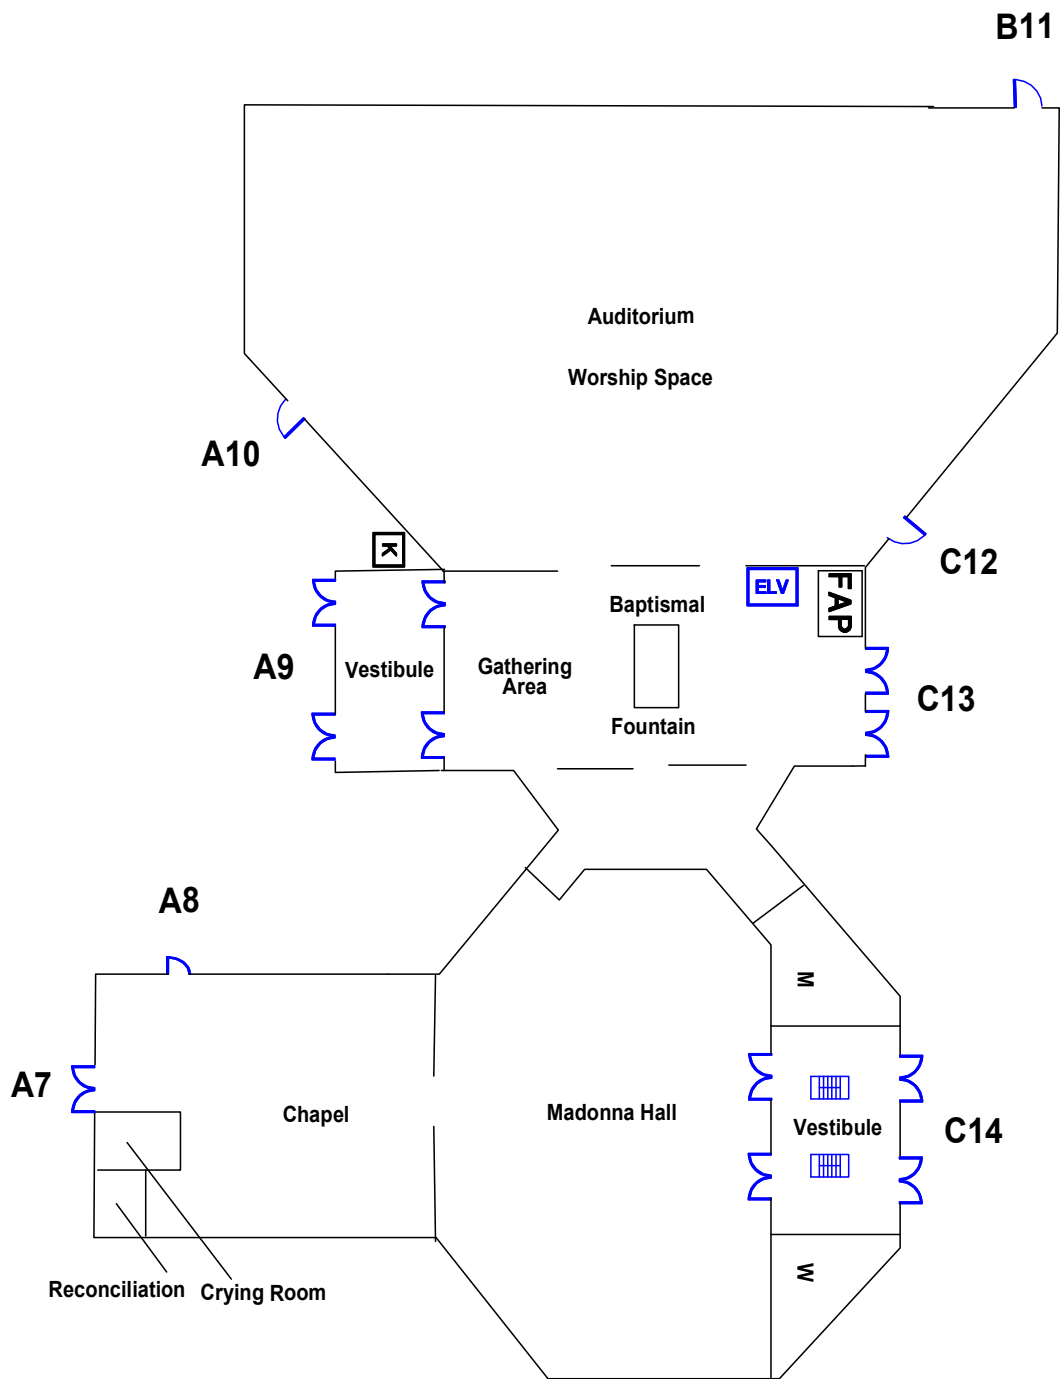 B11
Auditorium
Worship Space
A10
K
C12
ELV
FAP
Baptismal
A9
Vestibule
Gathering
Area
C13
Fountain
A8
M
A7
Chapel
Madonna Hall
Vestibule
C14
W
Reconciliation
Crying Room